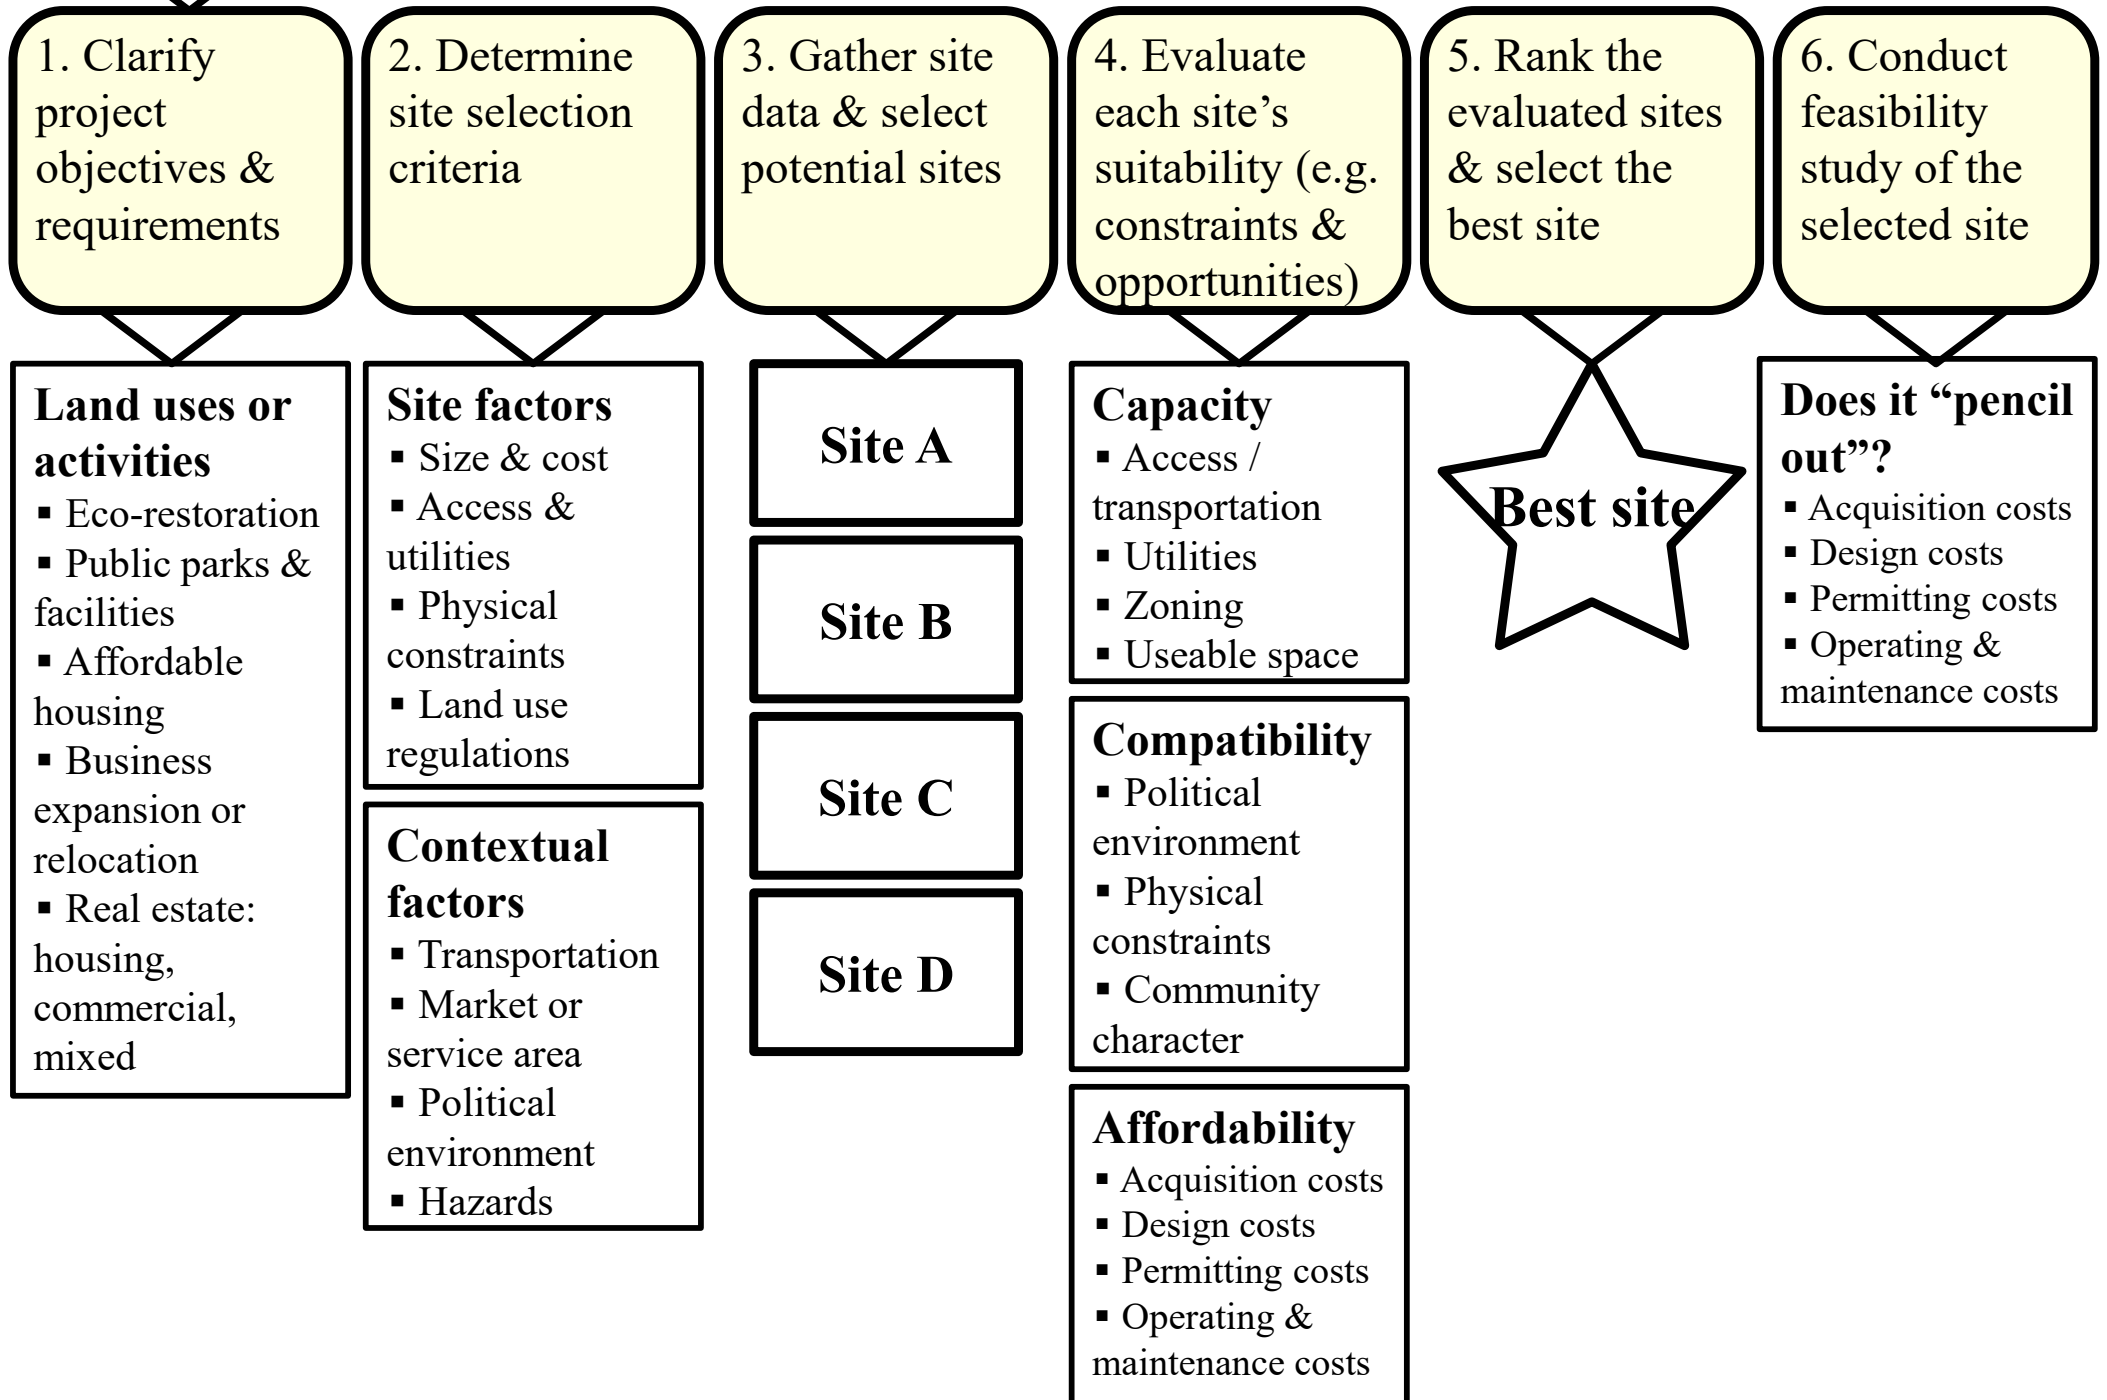 1. Clarify
project
objectives &
requirements
2. Determine
site selection
criteria
3. Gather site
data & select
potential sites
4. Evaluate
each site’s
suitability (e.g.
constraints &
opportunities)
5. Rank the
evaluated sites
& select the
best site
6. Conduct
feasibility
study of the
selected site
Land uses or
activities
▪ Eco-restoration
▪ Public parks &
facilities
▪ Affordable
housing
▪ Business
expansion or
relocation
▪ Real estate:
housing,
commercial,
mixed
Site factors
▪ Size & cost
▪ Access &
utilities
▪ Physical
constraints
▪ Land use
regulations
Contextual
factors
▪ Transportation
▪ Market or
service area
▪ Political
environment
▪ Hazards
Site A
Site B
Site C
Site D
Capacity
▪ Access /
transportation
▪ Utilities
▪ Zoning
▪ Useable space
Compatibility
▪ Political
environment
▪ Physical
constraints
▪ Community
character
Affordability
▪ Acquisition costs
▪ Design costs
▪ Permitting costs
▪ Operating &
maintenance costs
Best site
Does it “pencil
out”?
▪ Acquisition costs
▪ Design costs
▪ Permitting costs
▪ Operating &
maintenance costs